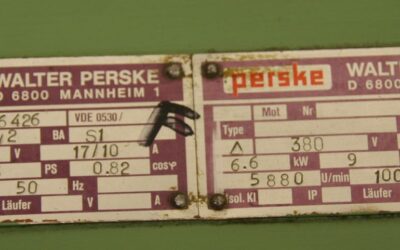 WALTER PERSKE
D 6800 MANNHEIM 1
6426 VDE 0530/
/2 BA S1
V 17/10 A
PS 0.82 cosφ
50 Hz
Läufer V A
F
perske WALT
D 6800
Mot Nr
Type
Δ 380 V
6.6 kW 9
5880 U/min 100
Isol. Kl IP Läufer